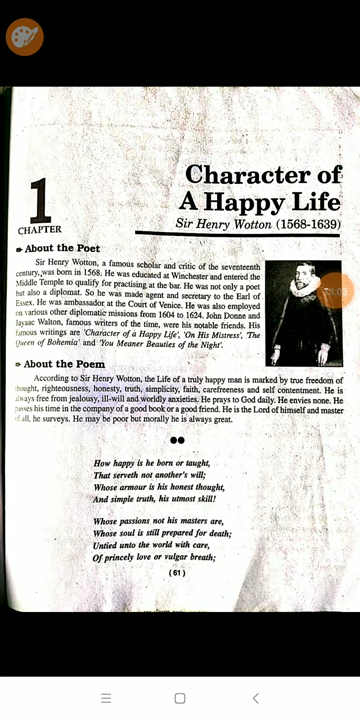 Character of
A Happy Life
1
CHAPTER
Sir Henry Wotton (1568-1639)
About the Poet
Sir Henry Wotton, a famous scholar and critic of the seventeenth
century, was born in 1568. He was educated at Winchester and entered the
Middle Temple to qualify for practising at the bar. He was not only a poet
but also a diplomat. So he was made agent and secretary to the Earl of
Essex. He was ambassador at the Court of Venice. He was also employed
on various other diplomatic missions from 1604 to 1624. John Donne and
Jayaac Walton, famous writers of the time, were his notable friends. His
famous writings are 'Character of a Happy Life', 'On His Mistress', 'The
Queen of Bohemia' and 'You Meaner Beauties of the Night'.
About the Poem
According to Sir Henry Wotton, the Life of a truly happy man is marked by true freedom of
thought, righteousness, honesty, truth, simplicity, faith, carefreeness and self contentment. He is
always free from jealousy, ill-will and worldly anxieties. He prays to God daily. He envies none. He
passes his time in the company of a good book or a good friend. He is the Lord of himself and master
of all, he surveys. He may be poor but morally he is always great.
How happy is he born or taught,
That serveth not another's will;
Whose armour is his honest thought,
And simple truth, his utmost skill!
Whose passions not his masters are,
Whose soul is still prepared for death;
Untied unto the world with care,
Of princely love or vulgar breath;
(61)